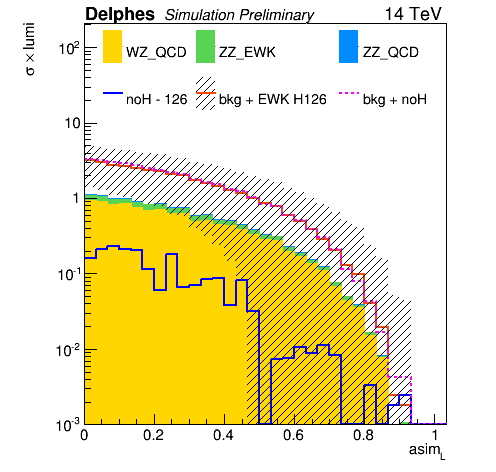 Delphes Simulation Preliminary 14 TeV
σ × lumi
WZ_QCD ZZ_EWK ZZ_QCD
noH - 126 bkg + EWK H126 bkg + noH
10²
10
1
10⁻¹
10⁻²
10⁻³
0 0.2 0.4 0.6 0.8 1
asim_L